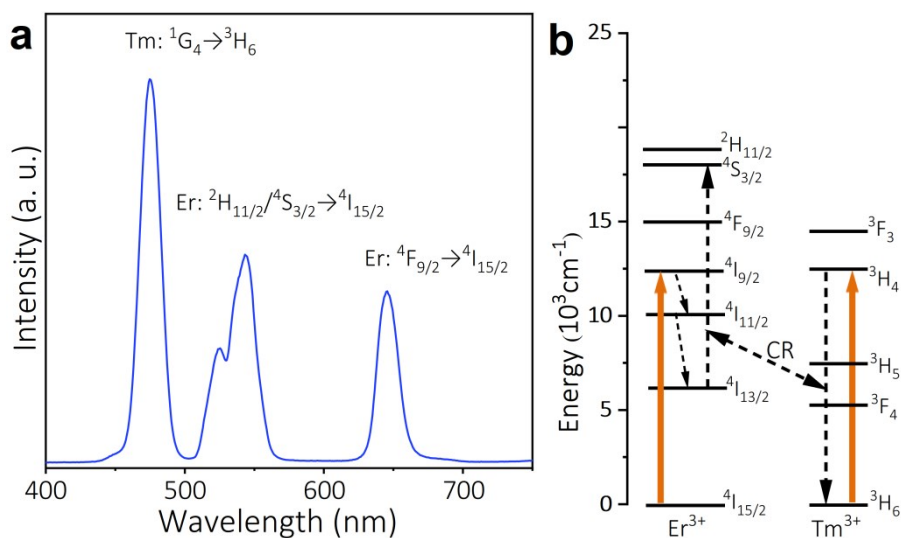 a
Tm: ¹G₄→³H₆
Er: ²H₁₁/₂/⁴S₃/₂→⁴I₁₅/₂
Er: ⁴F₉/₂→⁴I₁₅/₂
Intensity (a. u.)
400 500 600 700
Wavelength (nm)
b
25
15
10
5
0
Energy (10³cm⁻¹)
²H₁₁/₂
⁴S₃/₂
⁴F₉/₂
⁴I₉/₂
⁴I₁₁/₂
⁴I₁₃/₂
⁴I₁₅/₂
Er³⁺
CR
³F₃
³H₄
³H₅
³F₄
³H₆
Tm³⁺